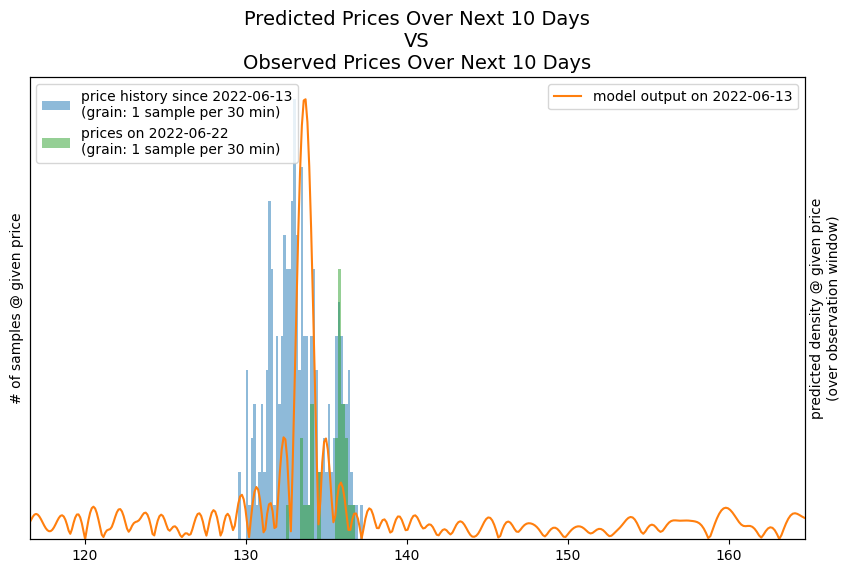 Predicted Prices Over Next 10 Days
VS
Observed Prices Over Next 10 Days
price history since 2022-06-13
(grain: 1 sample per 30 min)
prices on 2022-06-22
(grain: 1 sample per 30 min)
model output on 2022-06-13
# of samples @ given price
predicted density @ given price
(over observation window)
120
130
140
150
160